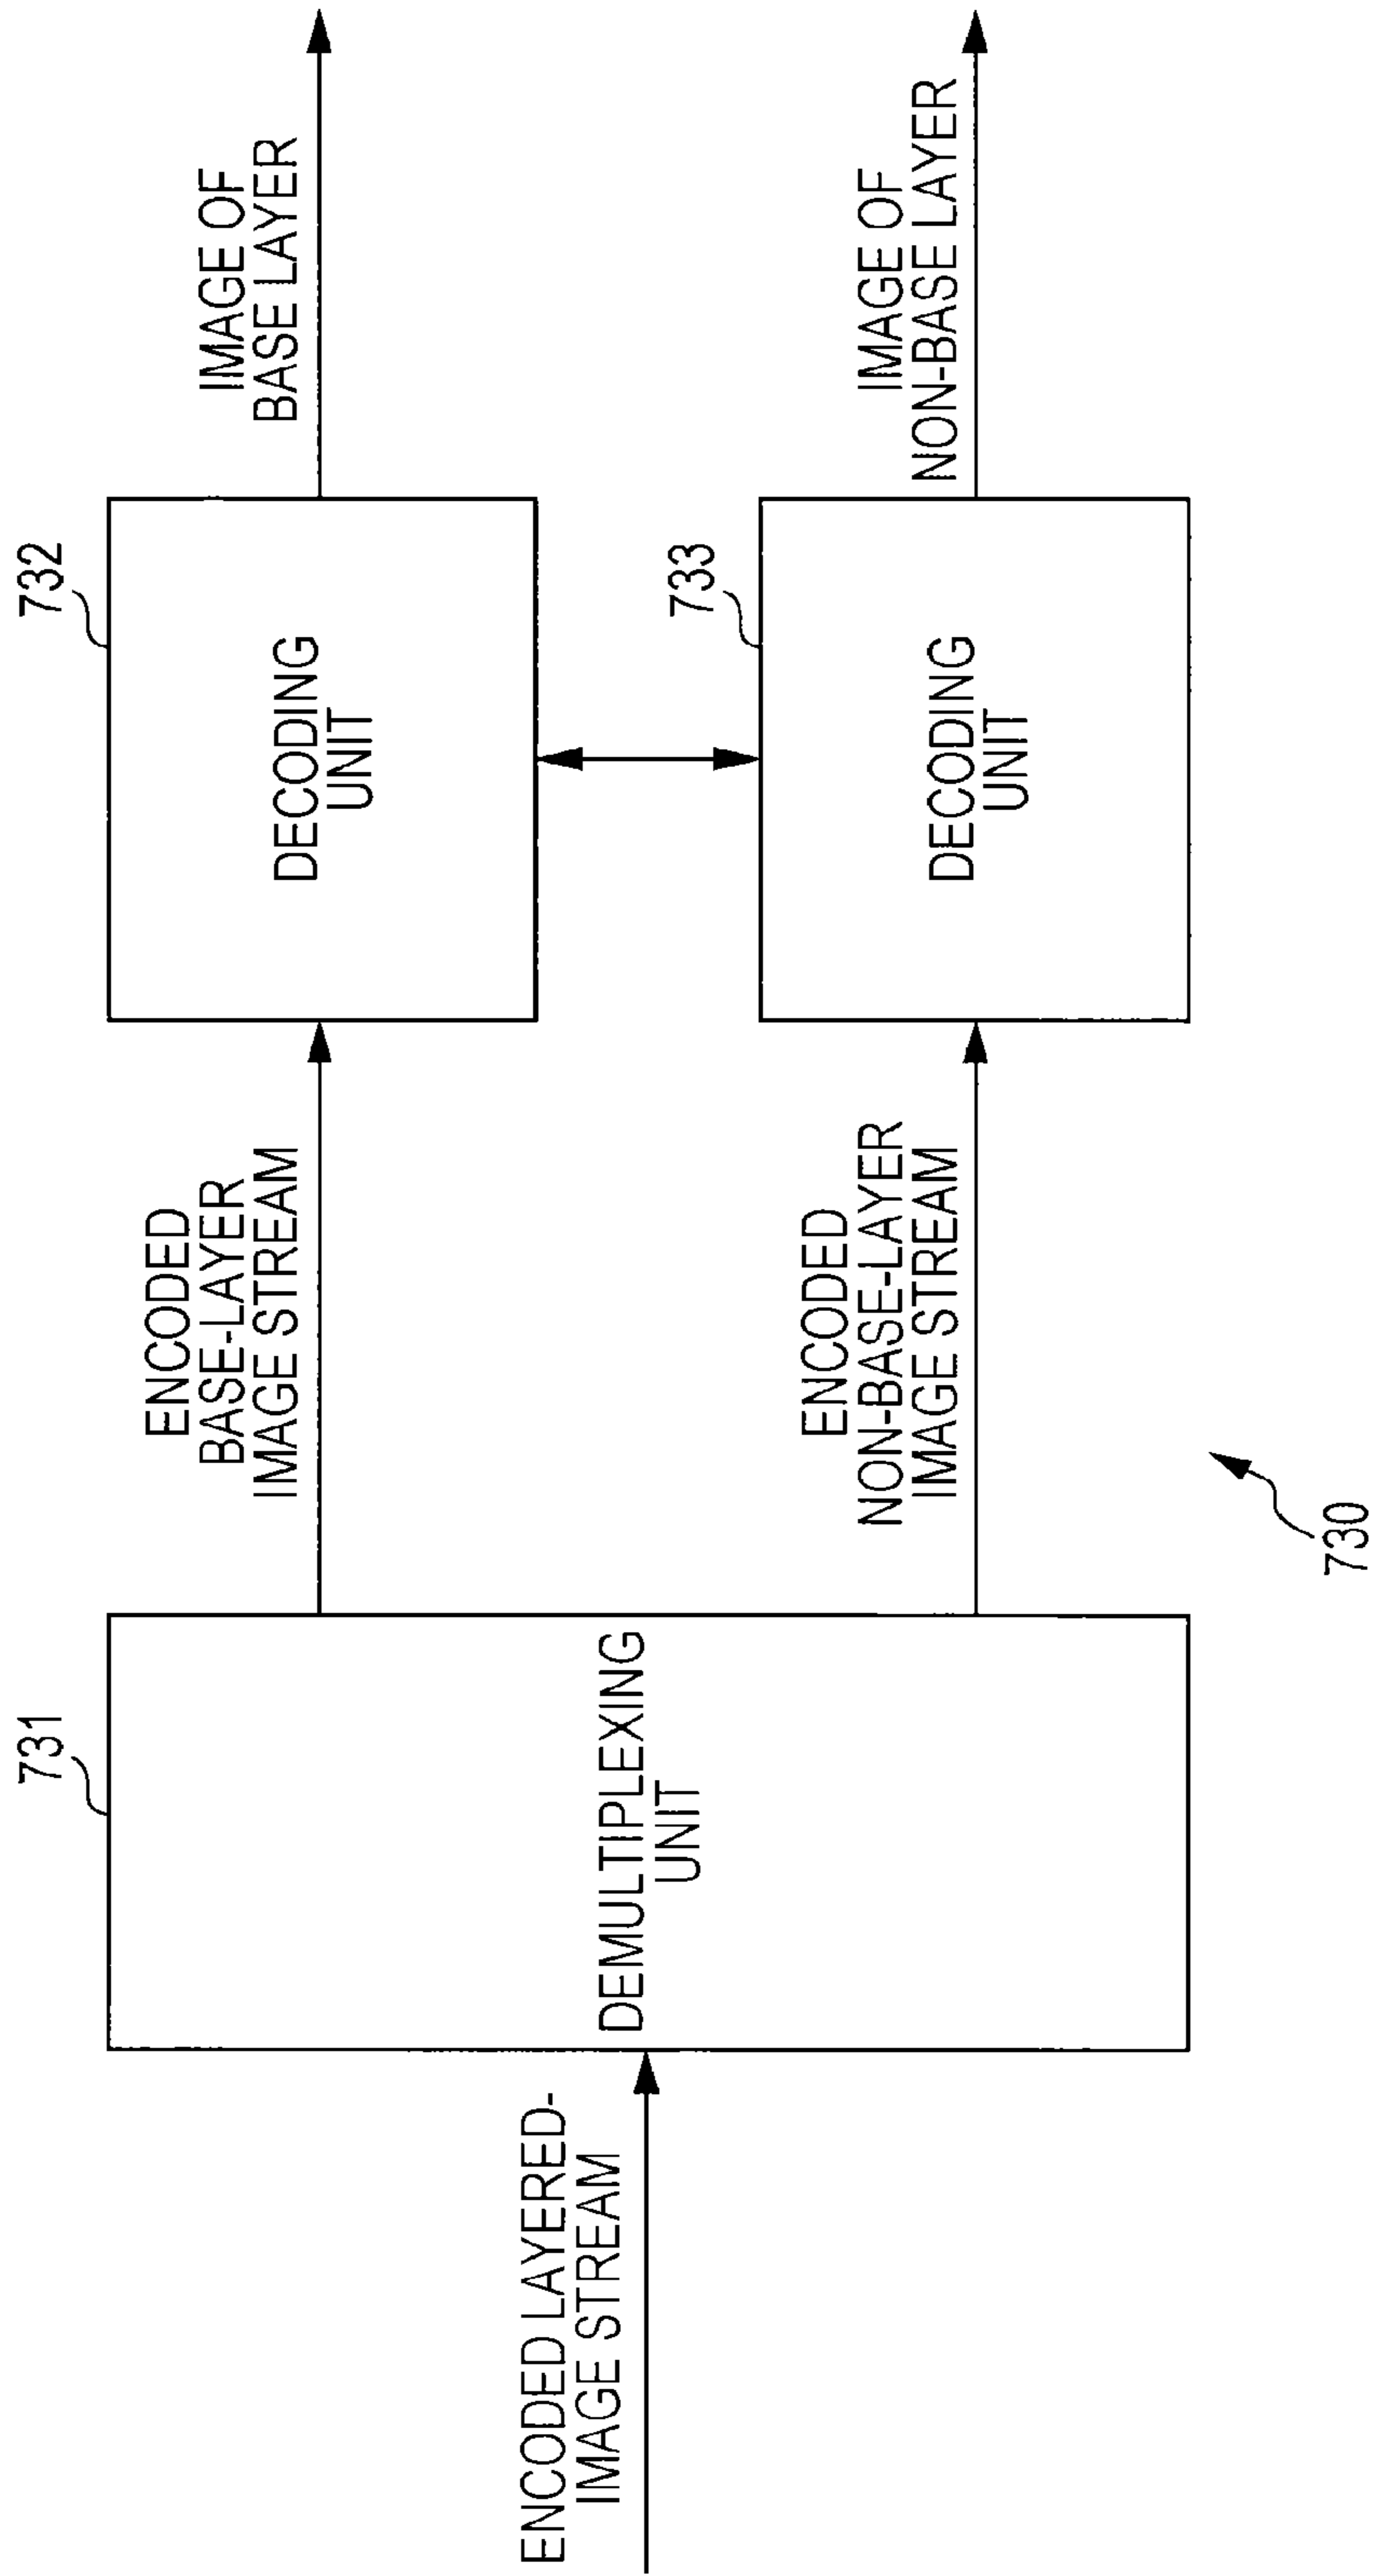 ENCODED LAYERED-
IMAGE STREAM
731
DEMULTIPLEXING
UNIT
ENCODED
BASE-LAYER
IMAGE STREAM
732
DECODING
UNIT
IMAGE OF
BASE LAYER
ENCODED
NON-BASE-LAYER
IMAGE STREAM
733
DECODING
UNIT
IMAGE OF
NON-BASE LAYER
730